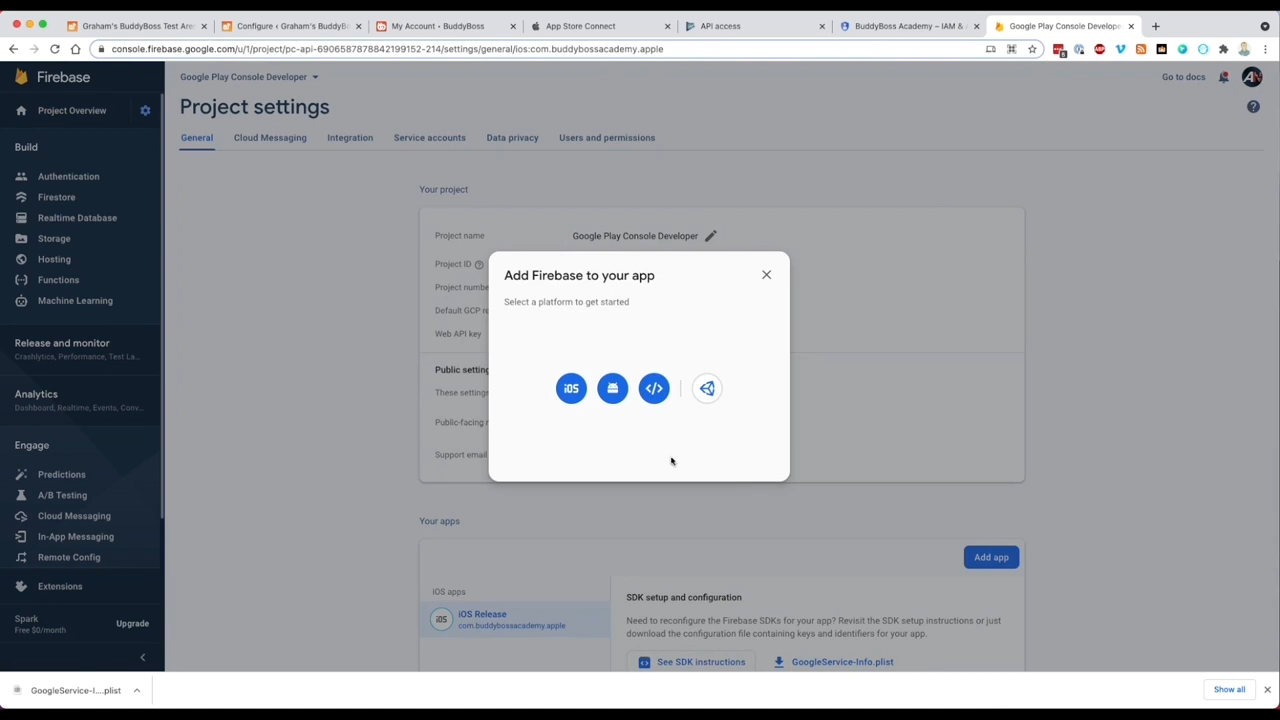 Graham's BuddyBoss Test Area
Configure ‹ Graham's BuddyBo
My Account • BuddyBoss
App Store Connect
API access
BuddyBoss Academy – IAM & A
Google Play Console Develope
console.firebase.google.com/u/1/project/pc-api-6906587878842199152-214/settings/general/ios:com.buddybossacademy.apple
Firebase
Google Play Console Developer
Go to docs
Project Overview
Project settings
General
Cloud Messaging
Integration
Service accounts
Data privacy
Users and permissions
Build
Authentication
Firestore
Realtime Database
Storage
Hosting
Functions
Machine Learning
Release and monitor
Crashlytics, Performance, Test La...
Analytics
Dashboard, Realtime, Events, Conv...
Engage
Predictions
A/B Testing
Cloud Messaging
In-App Messaging
Remote Config
Extensions
Spark
Free $0/month
Upgrade
Your project
Project name
Google Play Console Developer
Project ID
Project numbe
Default GCP re
Web API key
Public setting
These settings
Public-facing n
Support email
Add Firebase to your app
Select a platform to get started
iOS
Your apps
Add app
iOS apps
iOS
iOS Release
com.buddybossacademy.apple
SDK setup and configuration
Need to reconfigure the Firebase SDKs for your app? Revisit the SDK setup instructions or just
download the configuration file containing keys and identifiers for your app.
See SDK instructions
GoogleService-Info.plist
GoogleService-I....plist
Show all